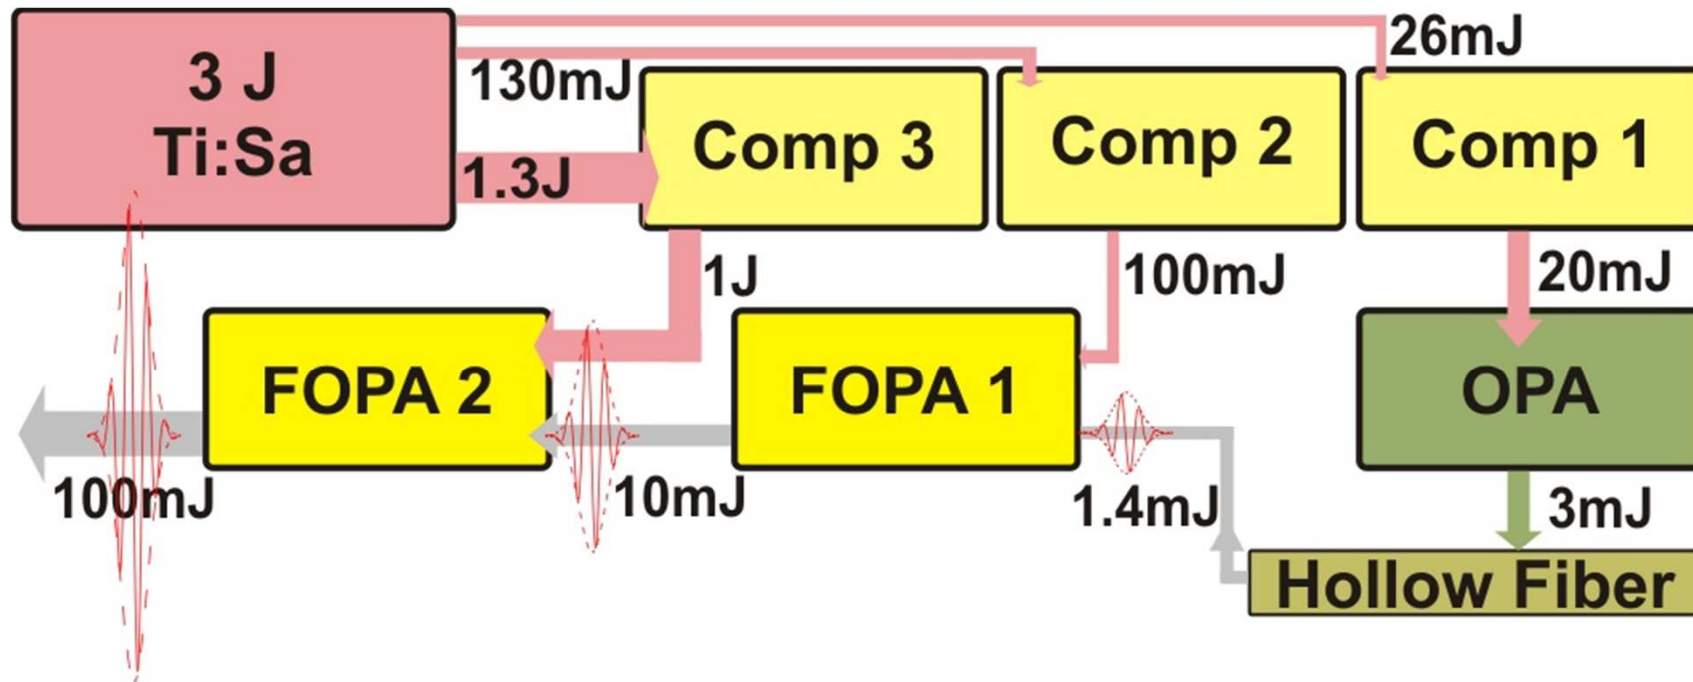 3 J
Ti:Sa
26mJ
130mJ
1.3J
Comp 3
Comp 2
Comp 1
1J
100mJ
20mJ
FOPA 2
FOPA 1
OPA
100mJ
10mJ
1.4mJ
3mJ
Hollow Fiber